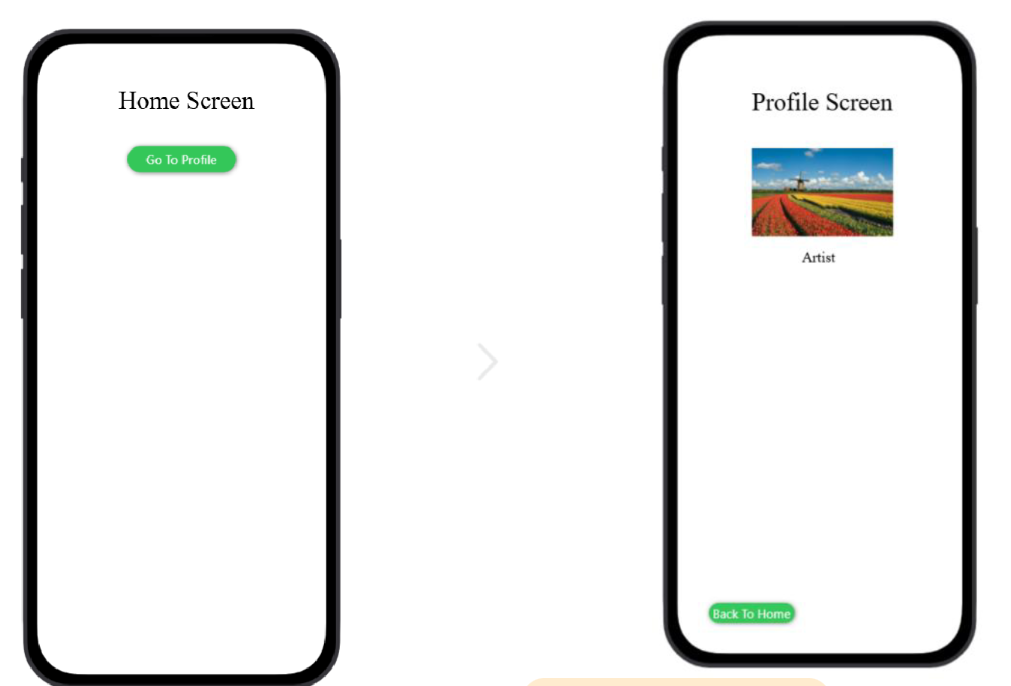 Home Screen
Go To Profile
Profile Screen
Artist
Back To Home